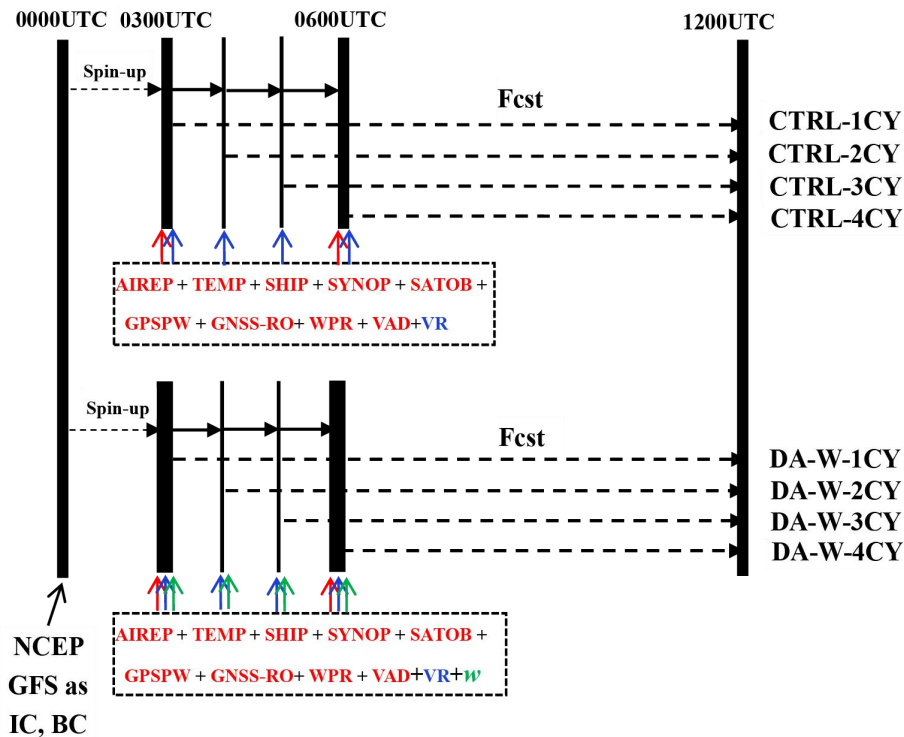 0000UTC 0300UTC 0600UTC 1200UTC
Spin-up
Fcst
CTRL-1CY
CTRL-2CY
CTRL-3CY
CTRL-4CY
AIREP + TEMP + SHIP + SYNOP + SATOB +
GPSPW + GNSS-RO+ WPR + VAD+VR
Spin-up
Fcst
DA-W-1CY
DA-W-2CY
DA-W-3CY
DA-W-4CY
AIREP + TEMP + SHIP + SYNOP + SATOB +
GPSPW + GNSS-RO+ WPR + VAD+VR+w
NCEP
GFS as
IC, BC